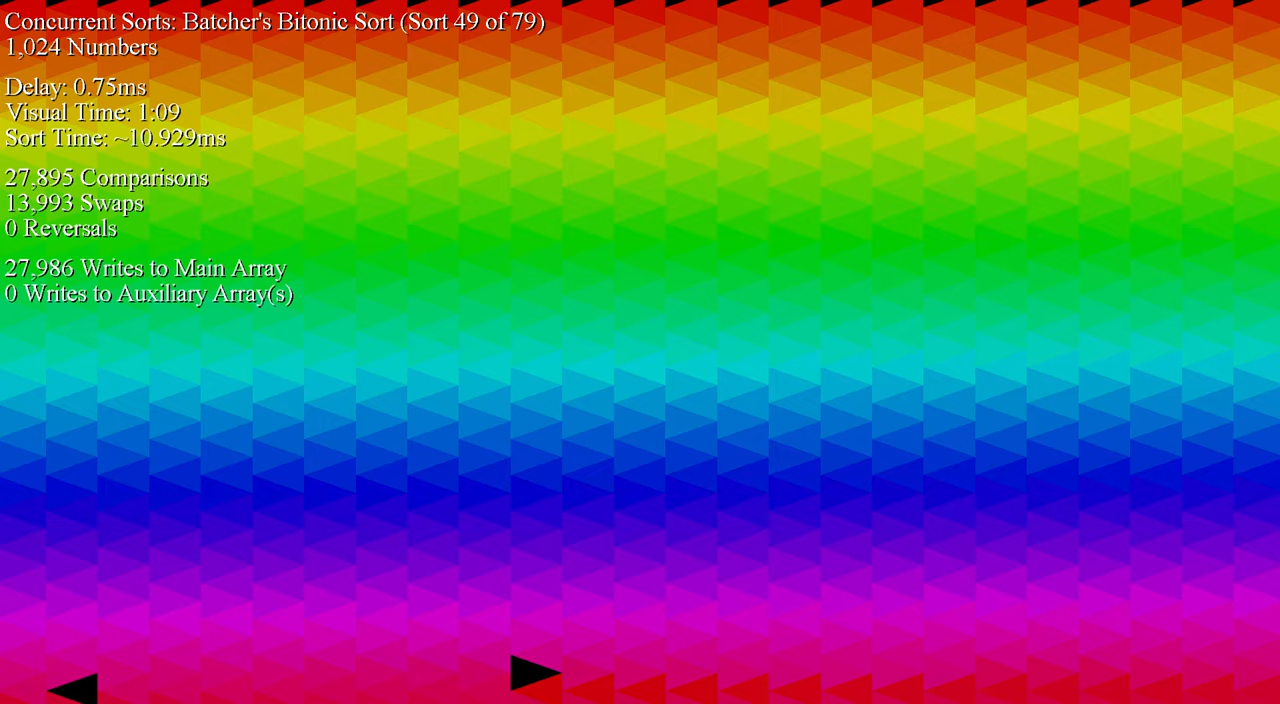 Concurrent Sorts: Batcher's Bitonic Sort (Sort 49 of 79)
1,024 Numbers
Delay: 0.75ms
Visual Time: 1:09
Sort Time: ~10.929ms
27,895 Comparisons
13,993 Swaps
0 Reversals
27,986 Writes to Main Array
0 Writes to Auxiliary Array(s)